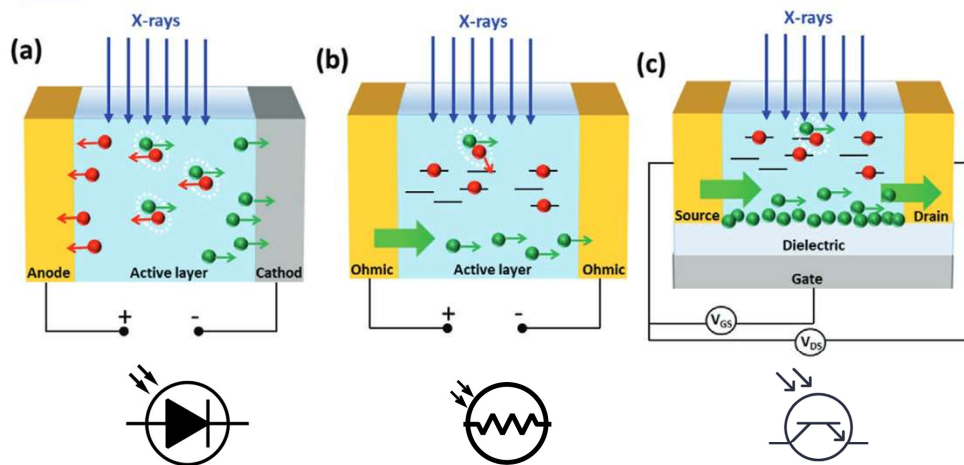 X-rays
(a)
Anode
Active layer
Cathod
+
-
X-rays
(b)
Ohmic
Active layer
Ohmic
+
-
X-rays
(c)
Source
Drain
Dielectric
Gate
VGS
VDS